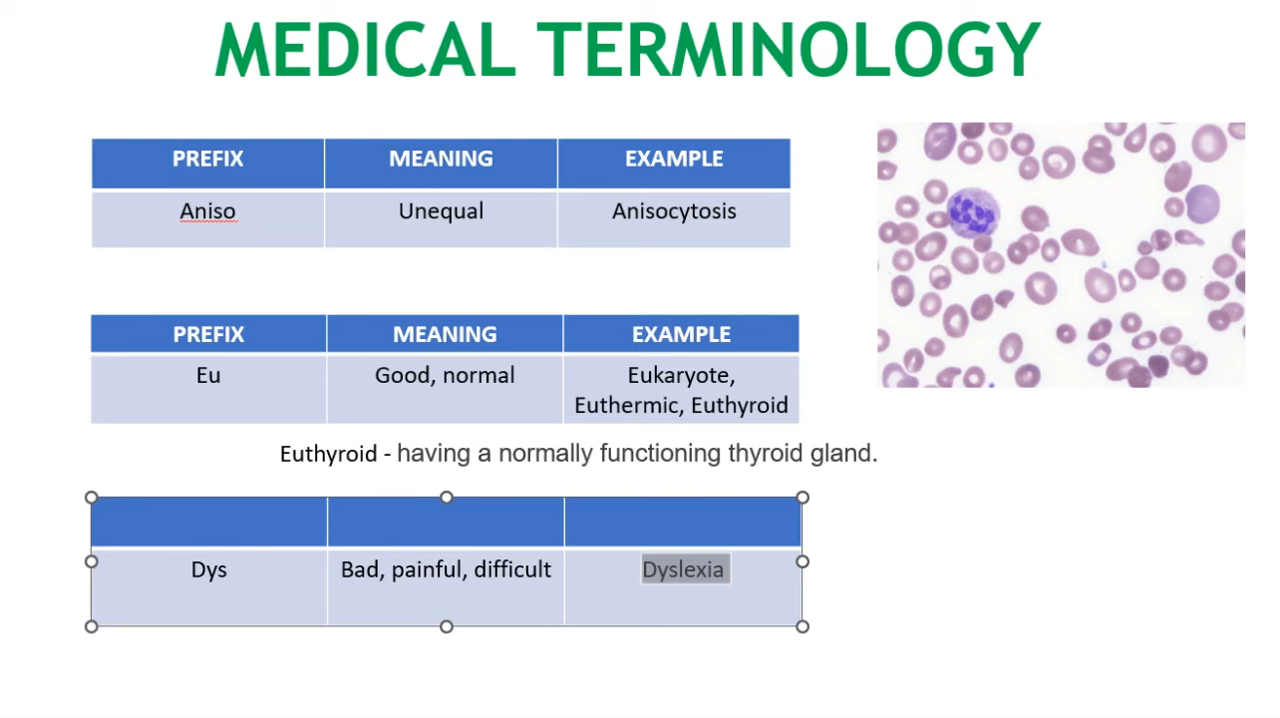 MEDICAL TERMINOLOGY
PREFIX MEANING EXAMPLE
Aniso Unequal Anisocytosis
PREFIX MEANING EXAMPLE
Eu Good, normal Eukaryote,
Euthermic, Euthyroid
Euthyroid - having a normally functioning thyroid gland.
Dys Bad, painful, difficult Dyslexia